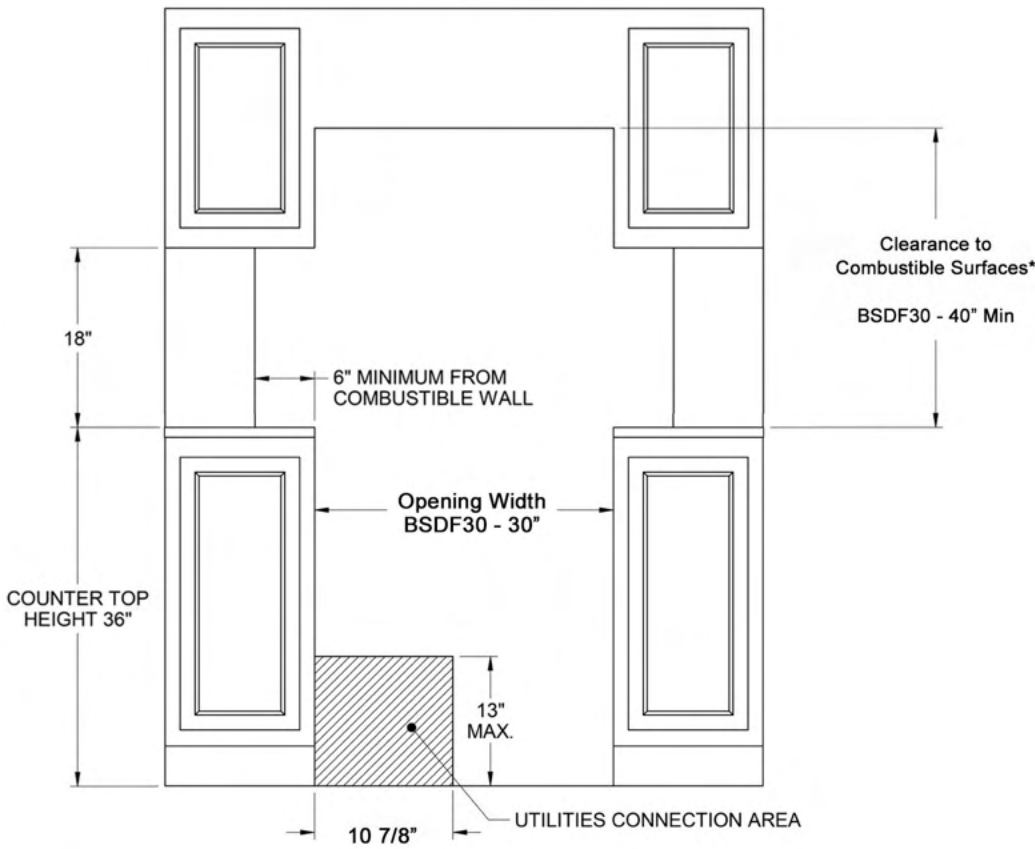 Clearance to
Combustible Surfaces*
BSDF30 - 40" Min
18"
6" MINIMUM FROM
COMBUSTIBLE WALL
Opening Width
BSDF30 - 30"
COUNTER TOP
HEIGHT 36"
13"
MAX.
UTILITIES CONNECTION AREA
10 7/8"